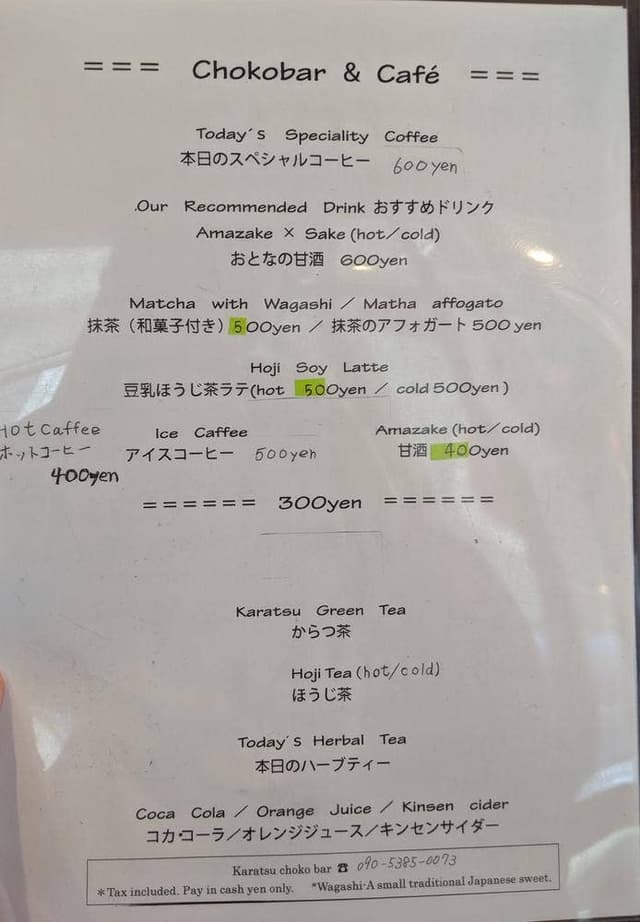 === Chokobar & Café ===
Today´s Speciality Coffee
本日のスペシャルコーヒー 600yen
.Our Recommended Drink おすすめドリンク
Amazake × Sake (hot/cold)
おとなの甘酒 600yen
Matcha with Wagashi / Matha affogato
抹茶（和菓子付き）500yen / 抹茶のアフォガート 500 yen
Hoji Soy Latte
豆乳ほうじ茶ラテ(hot 500yen / cold 500yen )
Hot Caffee
ホットコーヒー
400yen
Ice Caffee
アイスコーヒー 500yen
Amazake (hot/cold)
甘酒 400yen
====== 300yen ======
Karatsu Green Tea
からつ茶
Hoji Tea (hot/cold)
ほうじ茶
Today´s Herbal Tea
本日のハーブティー
Coca Cola / Orange Juice / Kinsen cider
コカ・コーラ／オレンジジュース／キンセンサイダー
Karatsu choko bar ☎ 090-5385-0073
*Tax included. Pay in cash yen only. *Wagashi-A small traditional Japanese sweet.